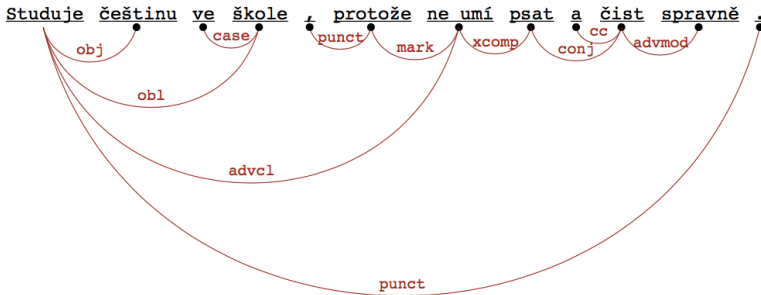 Studuje češtinu ve škole , protože ne umí psat a čist spravně .
case
punct
cc
obj
mark
xcomp
conj
advmod
obl
advcl
punct